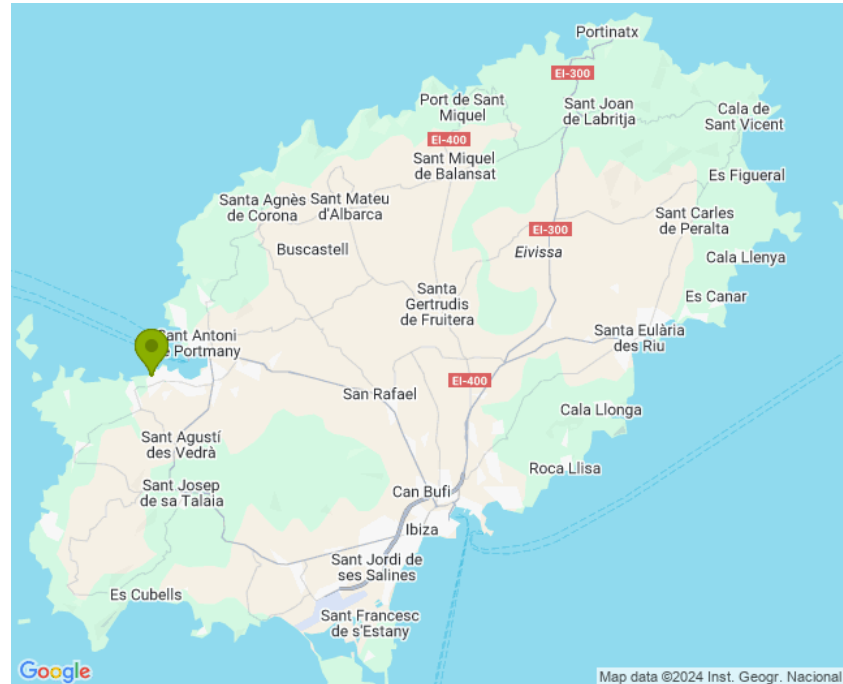 Portinatx
EI-300
Port de Sant
Miquel
Sant Joan
de Labritja
Cala de
Sant Vicent
EI-400
Sant Miquel
de Balansat
Es Figueral
Santa Agnès
de Corona
Sant Mateu
d'Albarca
Sant Carles
de Peralta
EI-300
Buscastell
Eivissa
Cala Llenya
Santa
Gertrudis
de Fruitera
Es Canar
Sant Antoni
de Portmany
Santa Eulària
des Riu
EI-400
San Rafael
Cala Llonga
Sant Agustí
des Vedrà
Roca Llisa
Sant Josep
de sa Talaia
Can Bufí
Ibiza
Sant Jordi de
ses Salines
Es Cubells
Sant Francesc
de s'Estany
Google
Map data ©2024 Inst. Geogr. Nacional